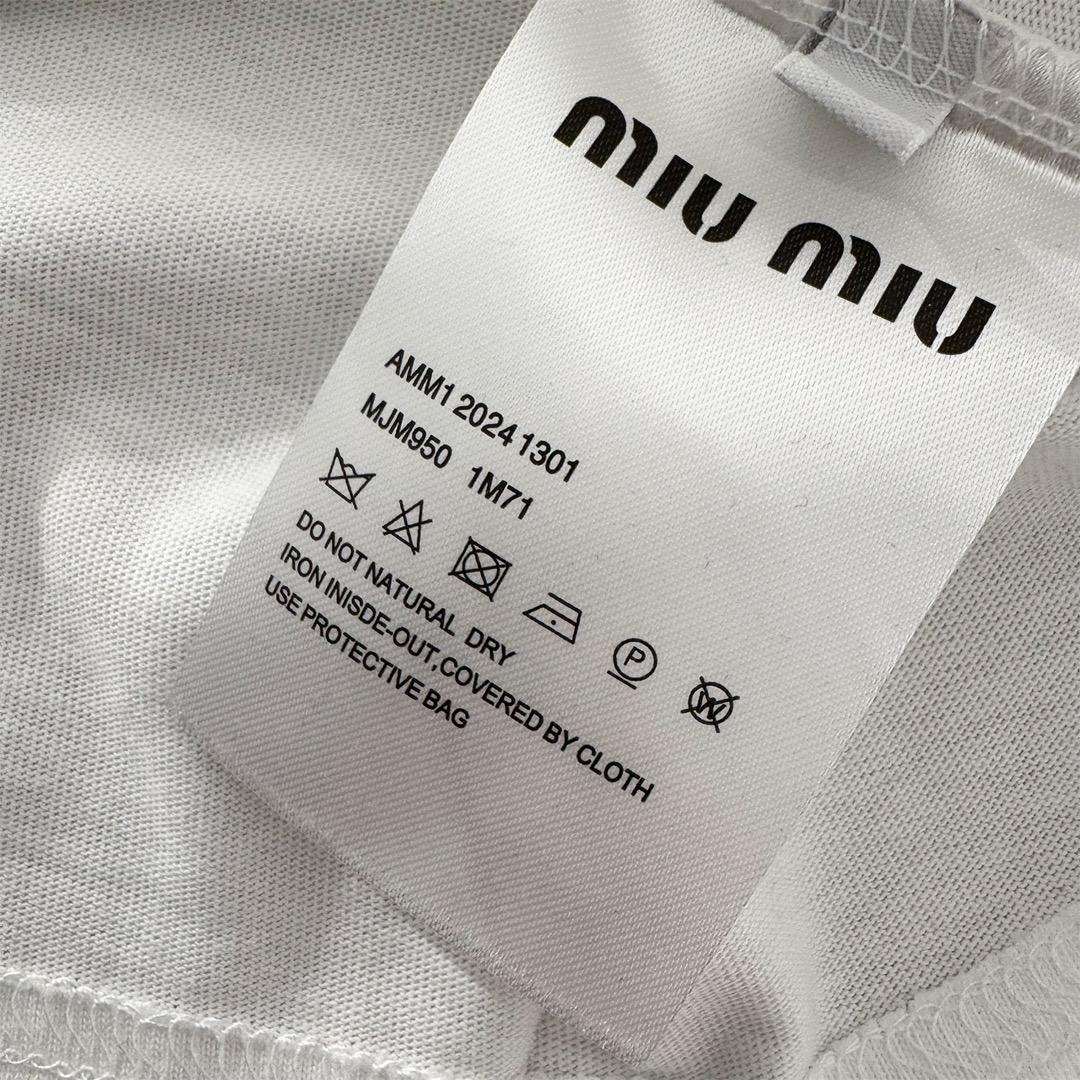 miu miu
AMM1 2024 1301
MJM950 1M71
P W
DO NOT NATURAL DRY
IRON INISDE-OUT,COVERED BY CLOTH
USE PROTECTIVE BAG